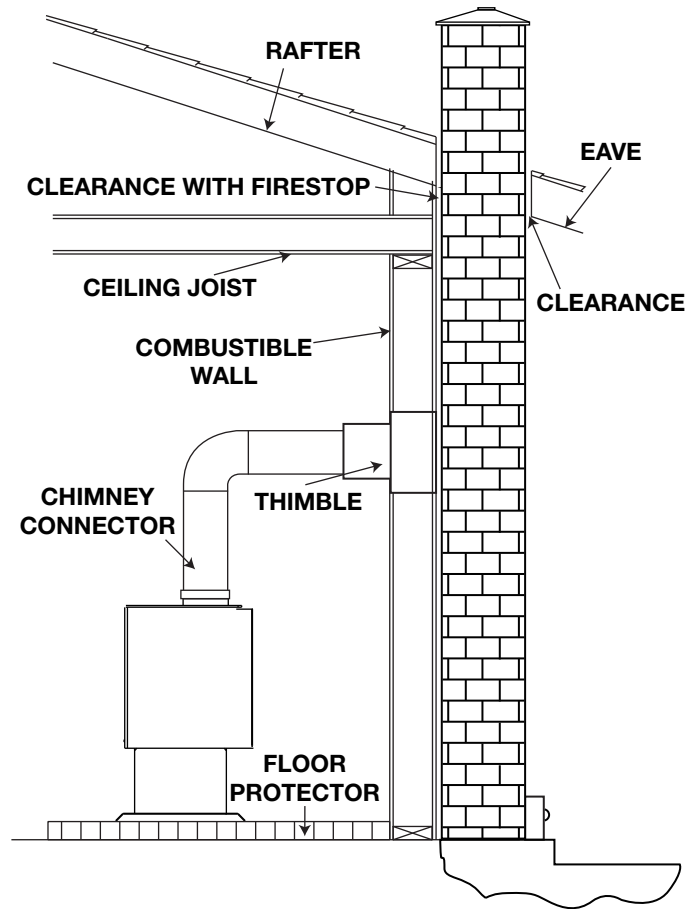 RAFTER
EAVE
CLEARANCE WITH FIRESTOP
CEILING JOIST
CLEARANCE
COMBUSTIBLE
WALL
CHIMNEY
CONNECTOR
THIMBLE
FLOOR
PROTECTOR